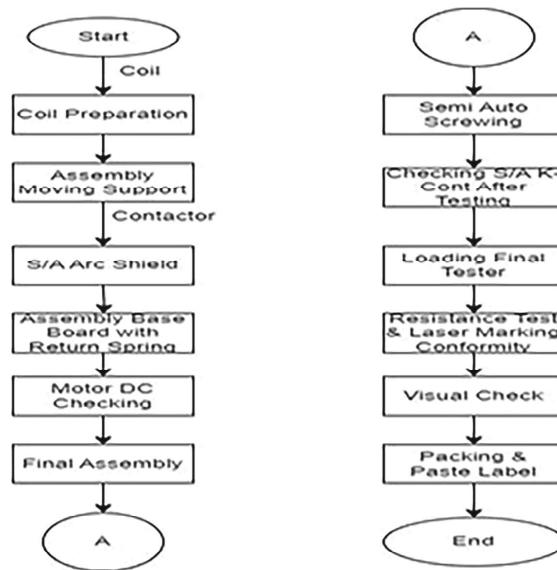 Start
Coil
Coil Preparation
Assembly
Moving Support
Contactor
S/A Arc Shield
Assembly Base
Board with
Return Spring
Motor DC
Checking
Final Assembly
A
A
Semi Auto
Screwing
Checking S/A K-
Cont After
Testing
Loading Final
Tester
Resistance Test
& Laser Marking
Conformity
Visual Check
Packing &
Paste Label
End